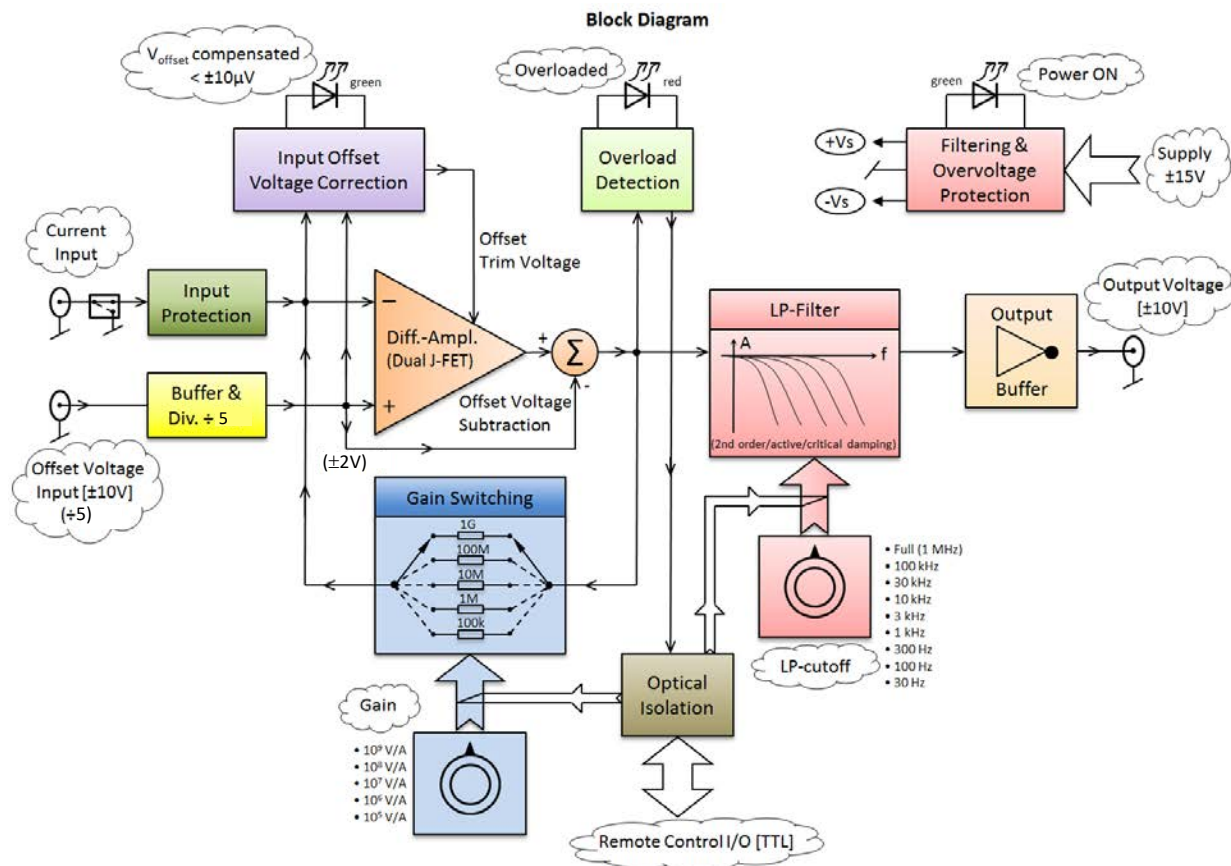 Block Diagram
Voffset compensated
< ±10µV
green
Overloaded
red
green
Power ON
Input Offset
Voltage Correction
Overload
Detection
+Vs
-Vs
Filtering &
Overvoltage
Protection
Supply
±15V
Current
Input
Offset
Trim Voltage
Input
Protection
−
Diff.-Ampl.
(Dual J-FET)
+
+
Σ
-
LP-Filter
A
f
(2nd order/active/critical damping)
Output
Buffer
Output Voltage
[±10V]
Buffer &
Div. ÷ 5
Offset Voltage
Subtraction
(±2V)
Offset Voltage
Input [±10V]
(÷5)
Gain Switching
1G
100M
10M
1M
100k
• Full (1 MHz)
• 100 kHz
• 30 kHz
• 10 kHz
• 3 kHz
• 1 kHz
• 300 Hz
• 100 Hz
• 30 Hz
LP-cutoff
Optical
Isolation
Gain
• 10⁹ V/A
• 10⁸ V/A
• 10⁷ V/A
• 10⁶ V/A
• 10⁵ V/A
Remote Control I/O [TTL]